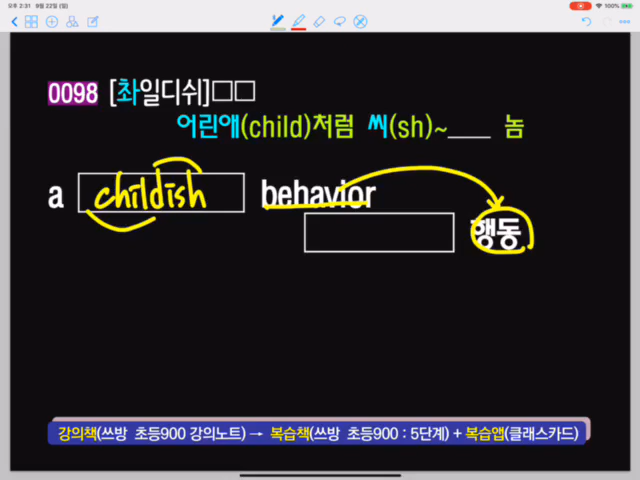 오후 2:31 9월 22일 (일) 100%
0098 [촤일디쉬]□□
어린애(child)처럼 씨(sh)~___ 놈
a childish behavior
행동
강의책(쓰방 초등900 강의노트) → 복습책(쓰방 초등900 : 5단계) + 복습앱(클래스카드)